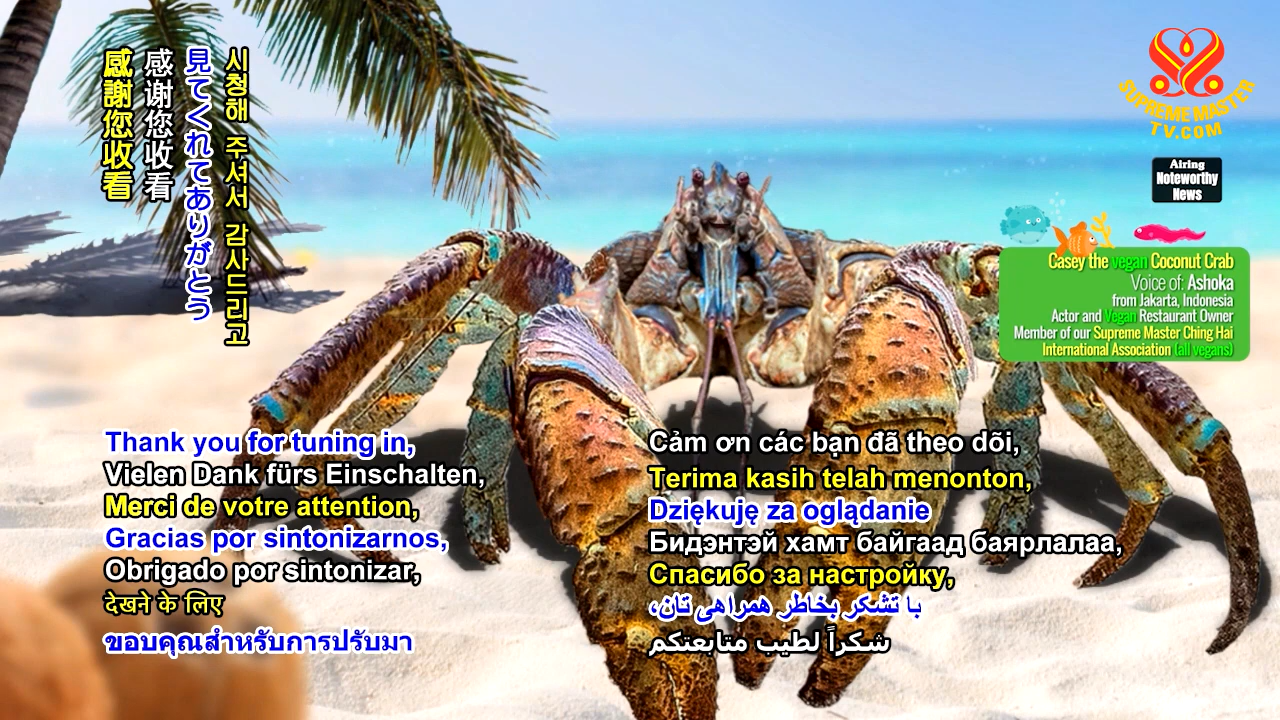 感謝您收看
感谢您收看
見てくれてありがとう
시청해 주셔서 감사드리고
SUPREME MASTER
TV.COM
Airing
Noteworthy
News
Casey the vegan Coconut Crab
Voice of: Ashoka
from Jakarta, Indonesia
Actor and Vegan Restaurant Owner
Member of our Supreme Master Ching Hai
International Association (all vegans)
Thank you for tuning in,
Vielen Dank fürs Einschalten,
Merci de votre attention,
Gracias por sintonizarnos,
Obrigado por sintonizar,
देखने के लिए
ขอบคุณสำหรับการปรับมา
Cảm ơn các bạn đã theo dõi,
Terima kasih telah menonton,
Dziękuję za oglądanie
Бидэнтэй хамт байгаад баярлалаа,
Спасибо за настройку,
با تشکر بخاطر همراهی تان،
شكراً لطيب متابعتكم